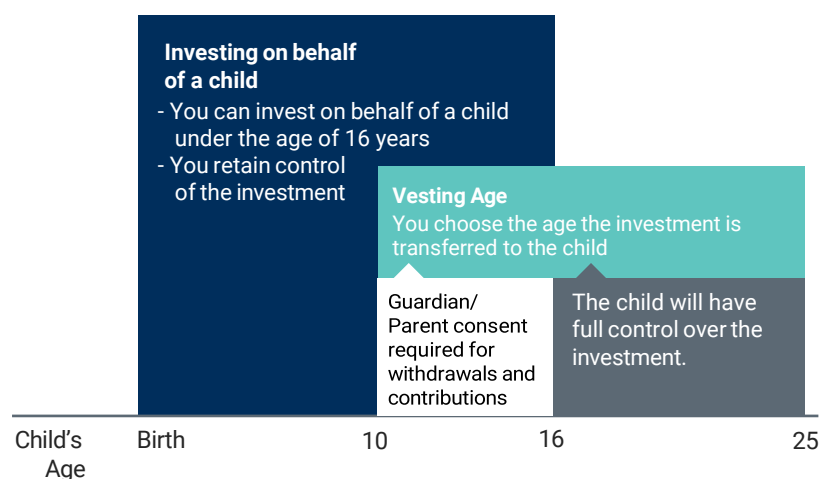 Investing on behalf
of a child
- You can invest on behalf of a child
under the age of 16 years
- You retain control
of the investment
Vesting Age
You choose the age the investment is
transferred to the child
Guardian/
Parent consent
required for
withdrawals and
contributions
The child will have
full control over the
investment.
Child's
Age
Birth
10
16
25